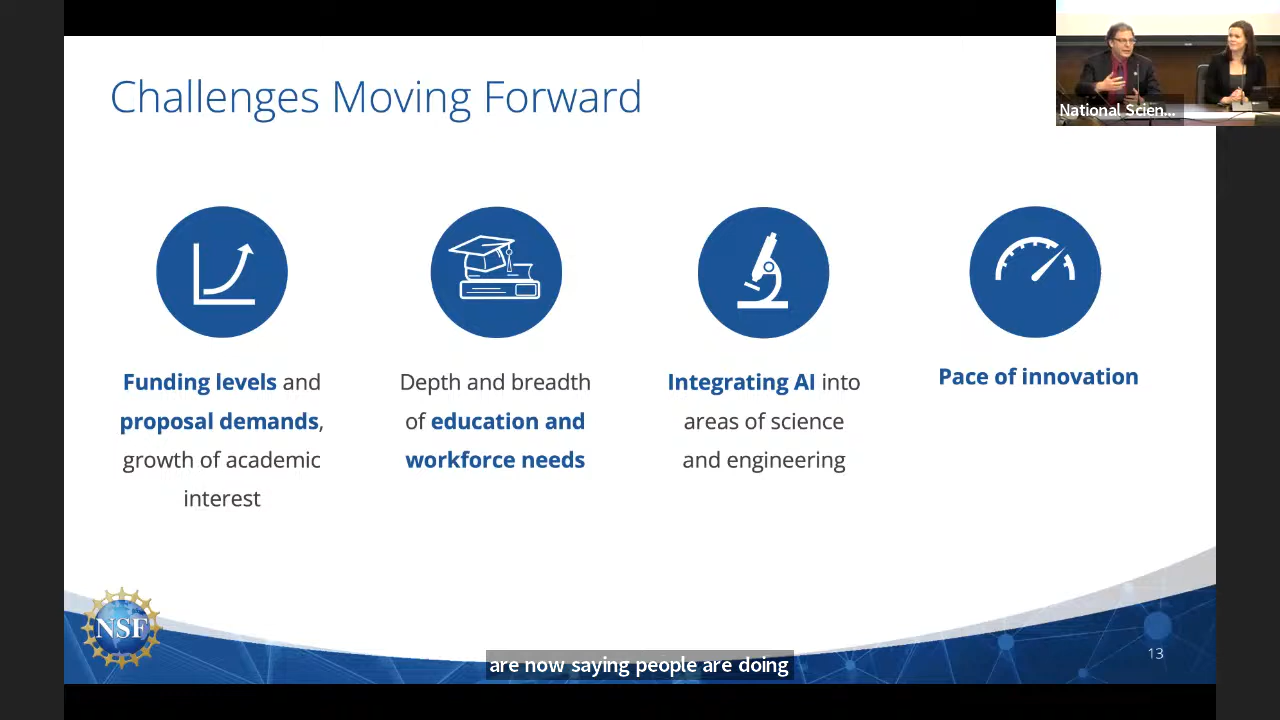 Challenges Moving Forward
National Scien...
Funding levels and
proposal demands,
growth of academic
interest
Depth and breadth
of education and
workforce needs
Integrating AI into
areas of science
and engineering
Pace of innovation
NSF
13
are now saying people are doing